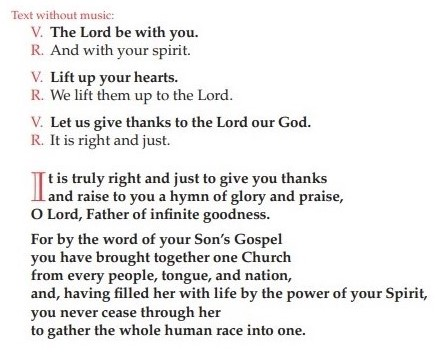 Text without music:
V. The Lord be with you.
R. And with your spirit.
V. Lift up your hearts.
R. We lift them up to the Lord.
V. Let us give thanks to the Lord our God.
R. It is right and just.
It is truly right and just to give you thanks
and raise to you a hymn of glory and praise,
O Lord, Father of infinite goodness.
For by the word of your Son's Gospel
you have brought together one Church
from every people, tongue, and nation,
and, having filled her with life by the power of your Spirit,
you never cease through her
to gather the whole human race into one.